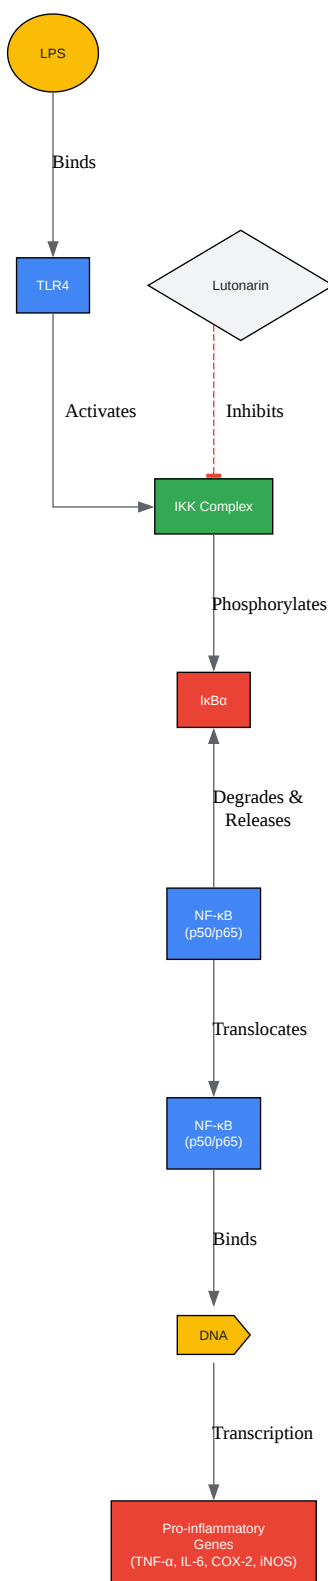 LPS
Binds
TLR4
Lutonarin
Activates
Inhibits
IKK Complex
Phosphorylates
IκBα
Degrades &
Releases
NF-κB
(p50/p65)
Translocates
NF-κB
(p50/p65)
Binds
DNA
Transcription
Pro-inflammatory
Genes
(TNF-α, IL-6, COX-2, iNOS)